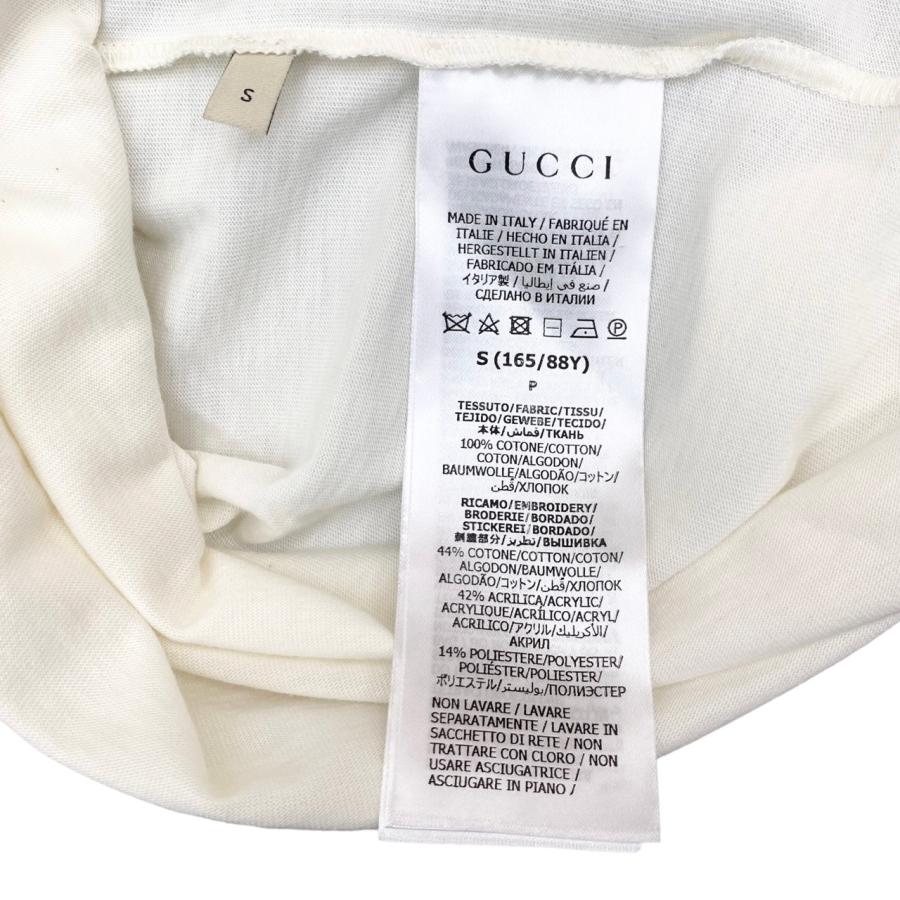 S
GUCCI
MADE IN ITALY / FABRIQUÉ EN
ITALIE / HECHO EN ITALIA /
HERGESTELLT IN ITALIEN /
FABRICADO EM ITÁLIA /
イタリア製 / صنع في إيطاليا /
СДЕЛАНО В ИТАЛИИ
P
S (165/88Y)
P
TESSUTO/FABRIC/TISSU/
TEJIDO/GEWEBE/TECIDO/
本体/قماش/ТКАНЬ
100% COTONE/COTTON/
COTON/ALGODON/
BAUMWOLLE/ALGODÃO/コットン/
قطن/ХЛОПОК
RICAMO/EMBROIDERY/
BRODERIE/BORDADO/
STICKEREI/BORDADO/
刺繍部分/تطريز/ВЫШИВКА
44% COTONE/COTTON/COTON/
ALGODON/BAUMWOLLE/
ALGODÃO/コットン/قطن/ХЛОПОК
42% ACRILICA/ACRYLIC/
ACRYLIQUE/ACRÍLICO/ACRYL/
ACRILICO/アクリル/الأكريليك/
АКРИЛ
14% POLIESTERE/POLYESTER/
POLIÉSTER/POLIESTER/
ポリエステル/بوليستر/ПОЛИЭСТЕР
NON LAVARE / LAVARE
SEPARATAMENTE / LAVARE IN
SACCHETTO DI RETE / NON
TRATTARE CON CLORO / NON
USARE ASCIUGATRICE /
ASCIUGARE IN PIANO /